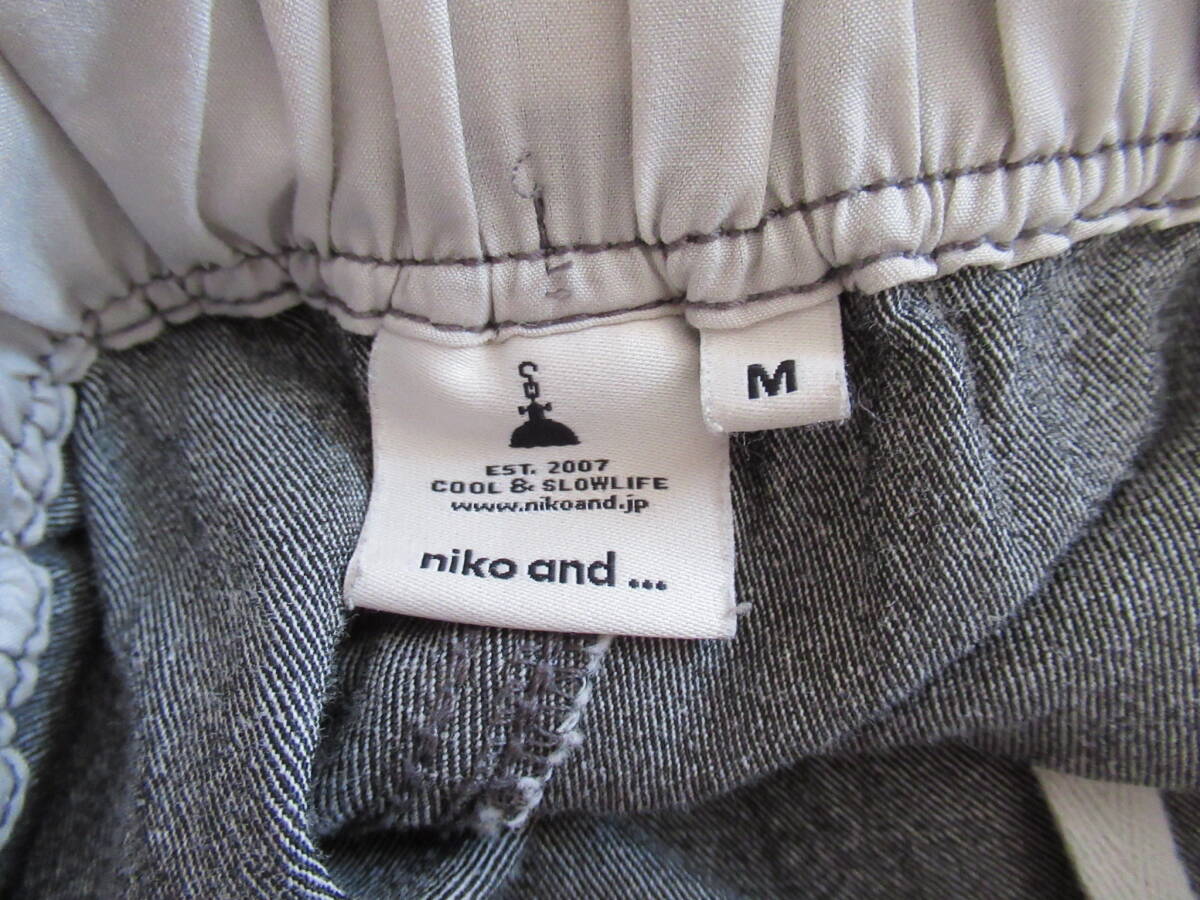 M
EST. 2007
COOL & SLOWLIFE
www.nikoand.jp
niko and ...